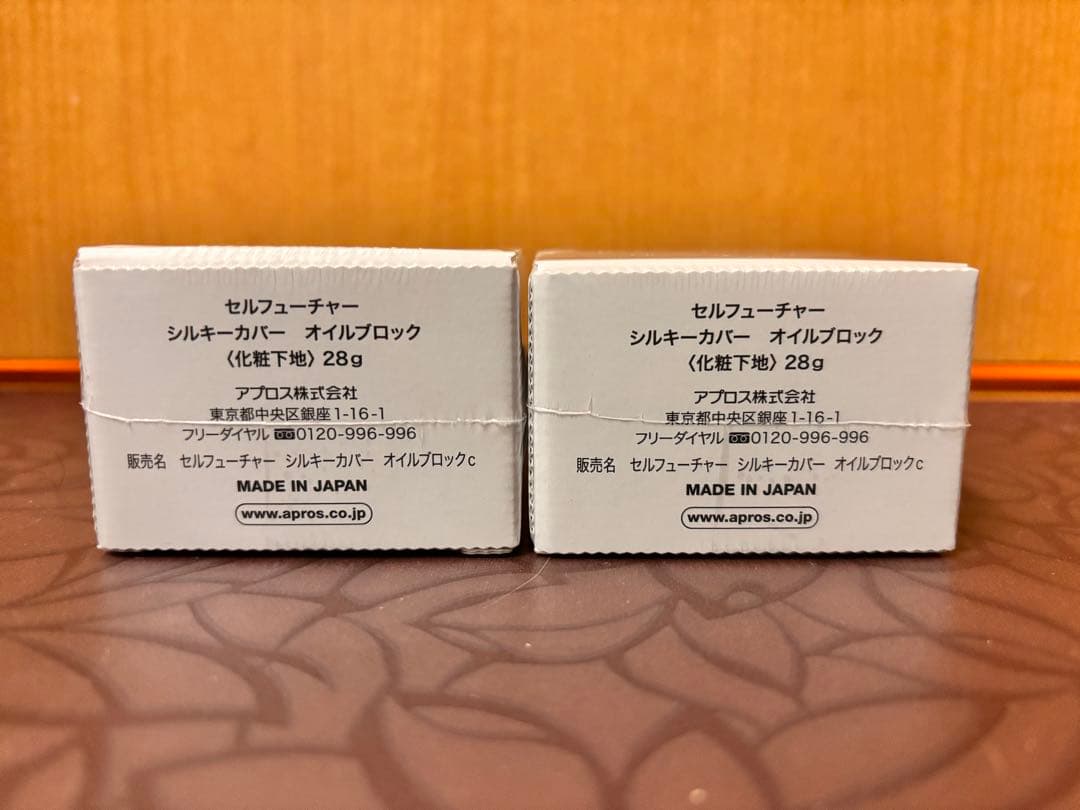 セルフューチャー
シルキーカバー オイルブロック
〈化粧下地〉28g
アプロス株式会社
東京都中央区銀座1-16-1
フリーダイヤル 0120-996-996
販売名 セルフューチャー シルキーカバー オイルブロックc
MADE IN JAPAN
www.apros.co.jp
セルフューチャー
シルキーカバー オイルブロック
〈化粧下地〉28g
アプロス株式会社
東京都中央区銀座1-16-1
フリーダイヤル 0120-996-996
販売名 セルフューチャー シルキーカバー オイルブロックc
MADE IN JAPAN
www.apros.co.jp